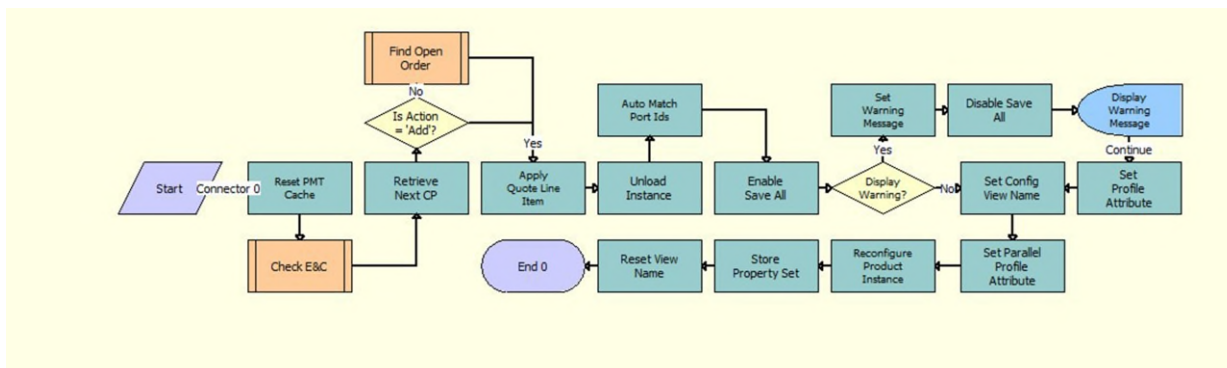 Find Open
Order
No
Is Action
= 'Add'?
Yes
Start
Connector 0
Reset PMT
Cache
Retrieve
Next CP
Check E&C
Apply
Quote Line
Item
Auto Match
Port Ids
Unload
Instance
Enable
Save All
Set
Warning
Message
Disable Save
All
Display
Warning
Message
Yes
Continue
Display
Warning?
No
Set Config
View Name
Set
Profile
Attribute
End 0
Reset View
Name
Store
Property Set
Reconfigure
Product
Instance
Set Parallel
Profile
Attribute